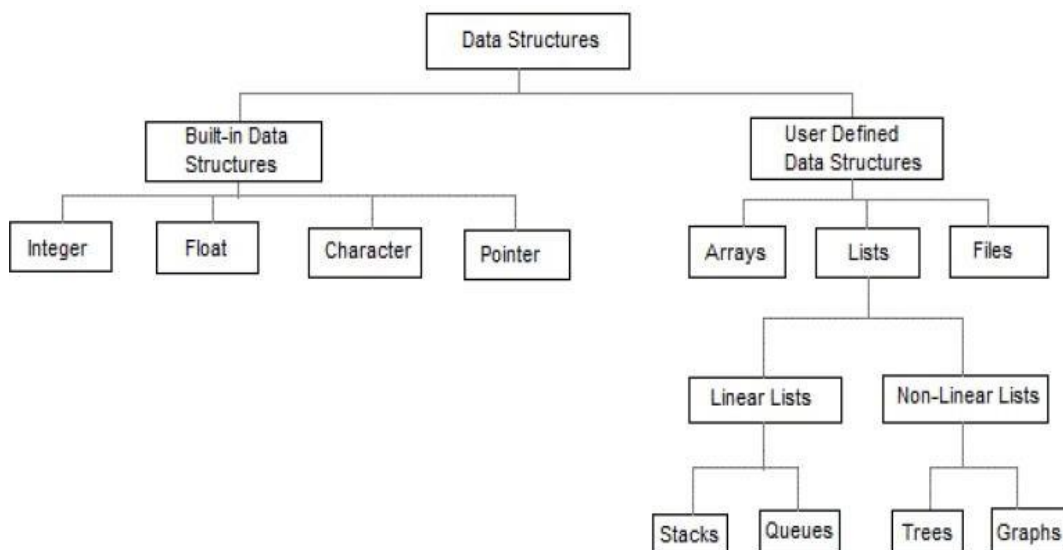 Data Structures
Built-in Data
Structures
User Defined
Data Structures
Integer
Float
Character
Pointer
Arrays
Lists
Files
Linear Lists
Non-Linear Lists
Stacks
Queues
Trees
Graphs